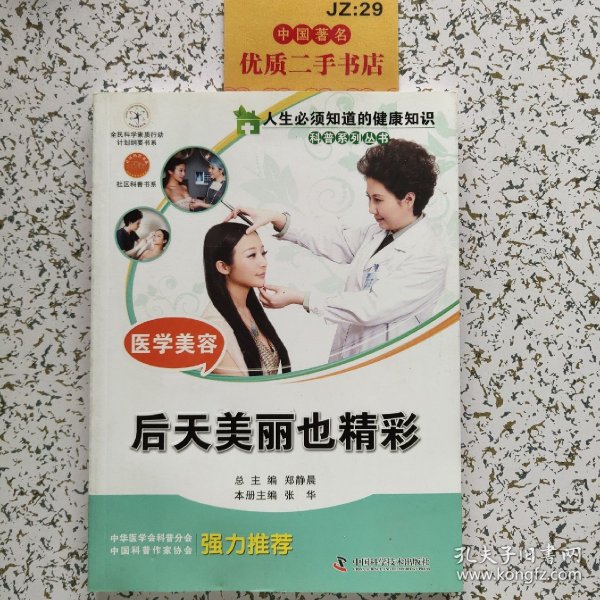 JZ:29
中国著名
优质二手书店
人生必须知道的健康知识
科普系列丛书
全民科学素质行动
计划纲要书系
社区科普书系
医学美容
后天美丽也精彩
总主编 郑静晨
本册主编 张华
中华医学会科普分会
中国科普作家协会
强力推荐
中国科学技术出版社
孔夫子旧书网
www.kongfz.com